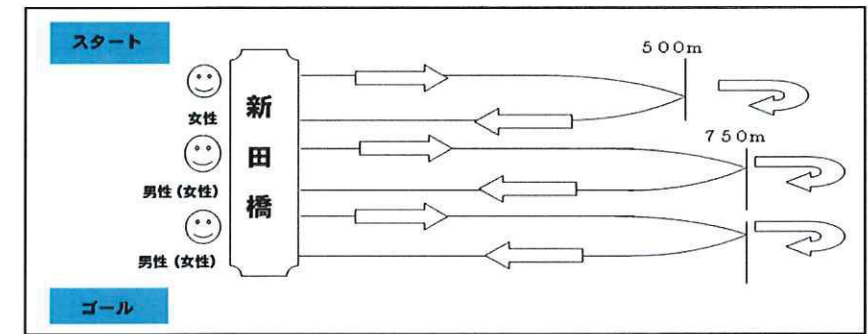 スタート
500m
女性
新田橋
750m
男性(女性)
男性(女性)
ゴール